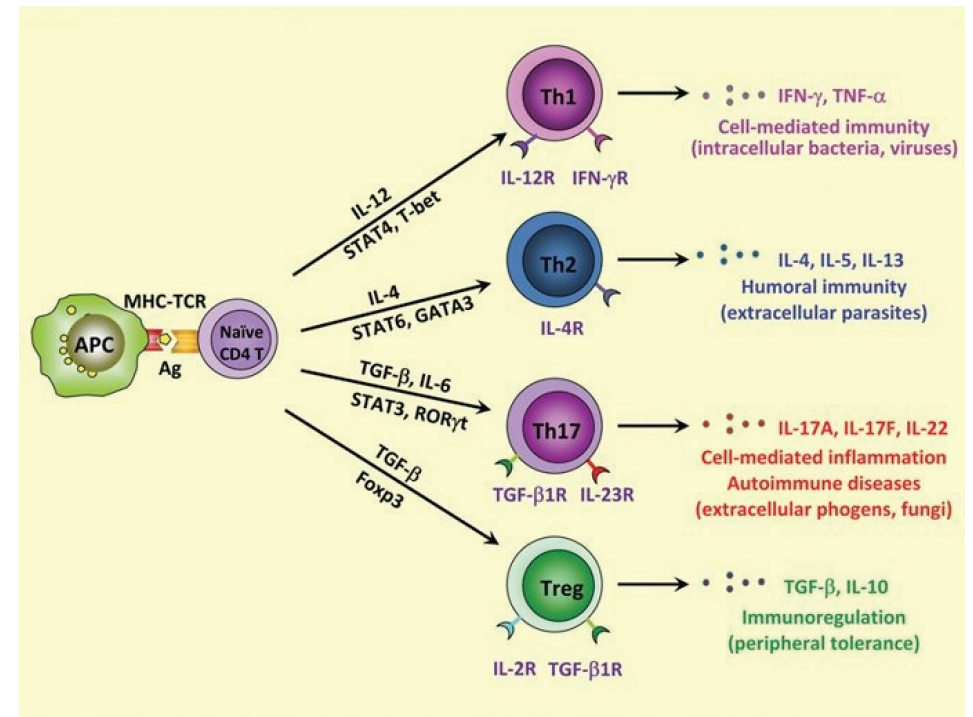 Th1
IFN-γ, TNF-α
Cell-mediated immunity
(intracellular bacteria, viruses)
IL-12R IFN-γR
IL-12
STAT4, T-bet
Th2
IL-4, IL-5, IL-13
Humoral immunity
(extracellular parasites)
IL-4R
IL-4
STAT6, GATA3
MHC-TCR
APC
Naïve
CD4 T
Ag
TGF-β, IL-6
STAT3, RORγt
Th17
IL-17A, IL-17F, IL-22
Cell-mediated inflammation
Autoimmune diseases
(extracellular phogens, fungi)
TGF-β1R IL-23R
TGF-β
Foxp3
Treg
TGF-β, IL-10
Immunoregulation
(peripheral tolerance)
IL-2R TGF-β1R